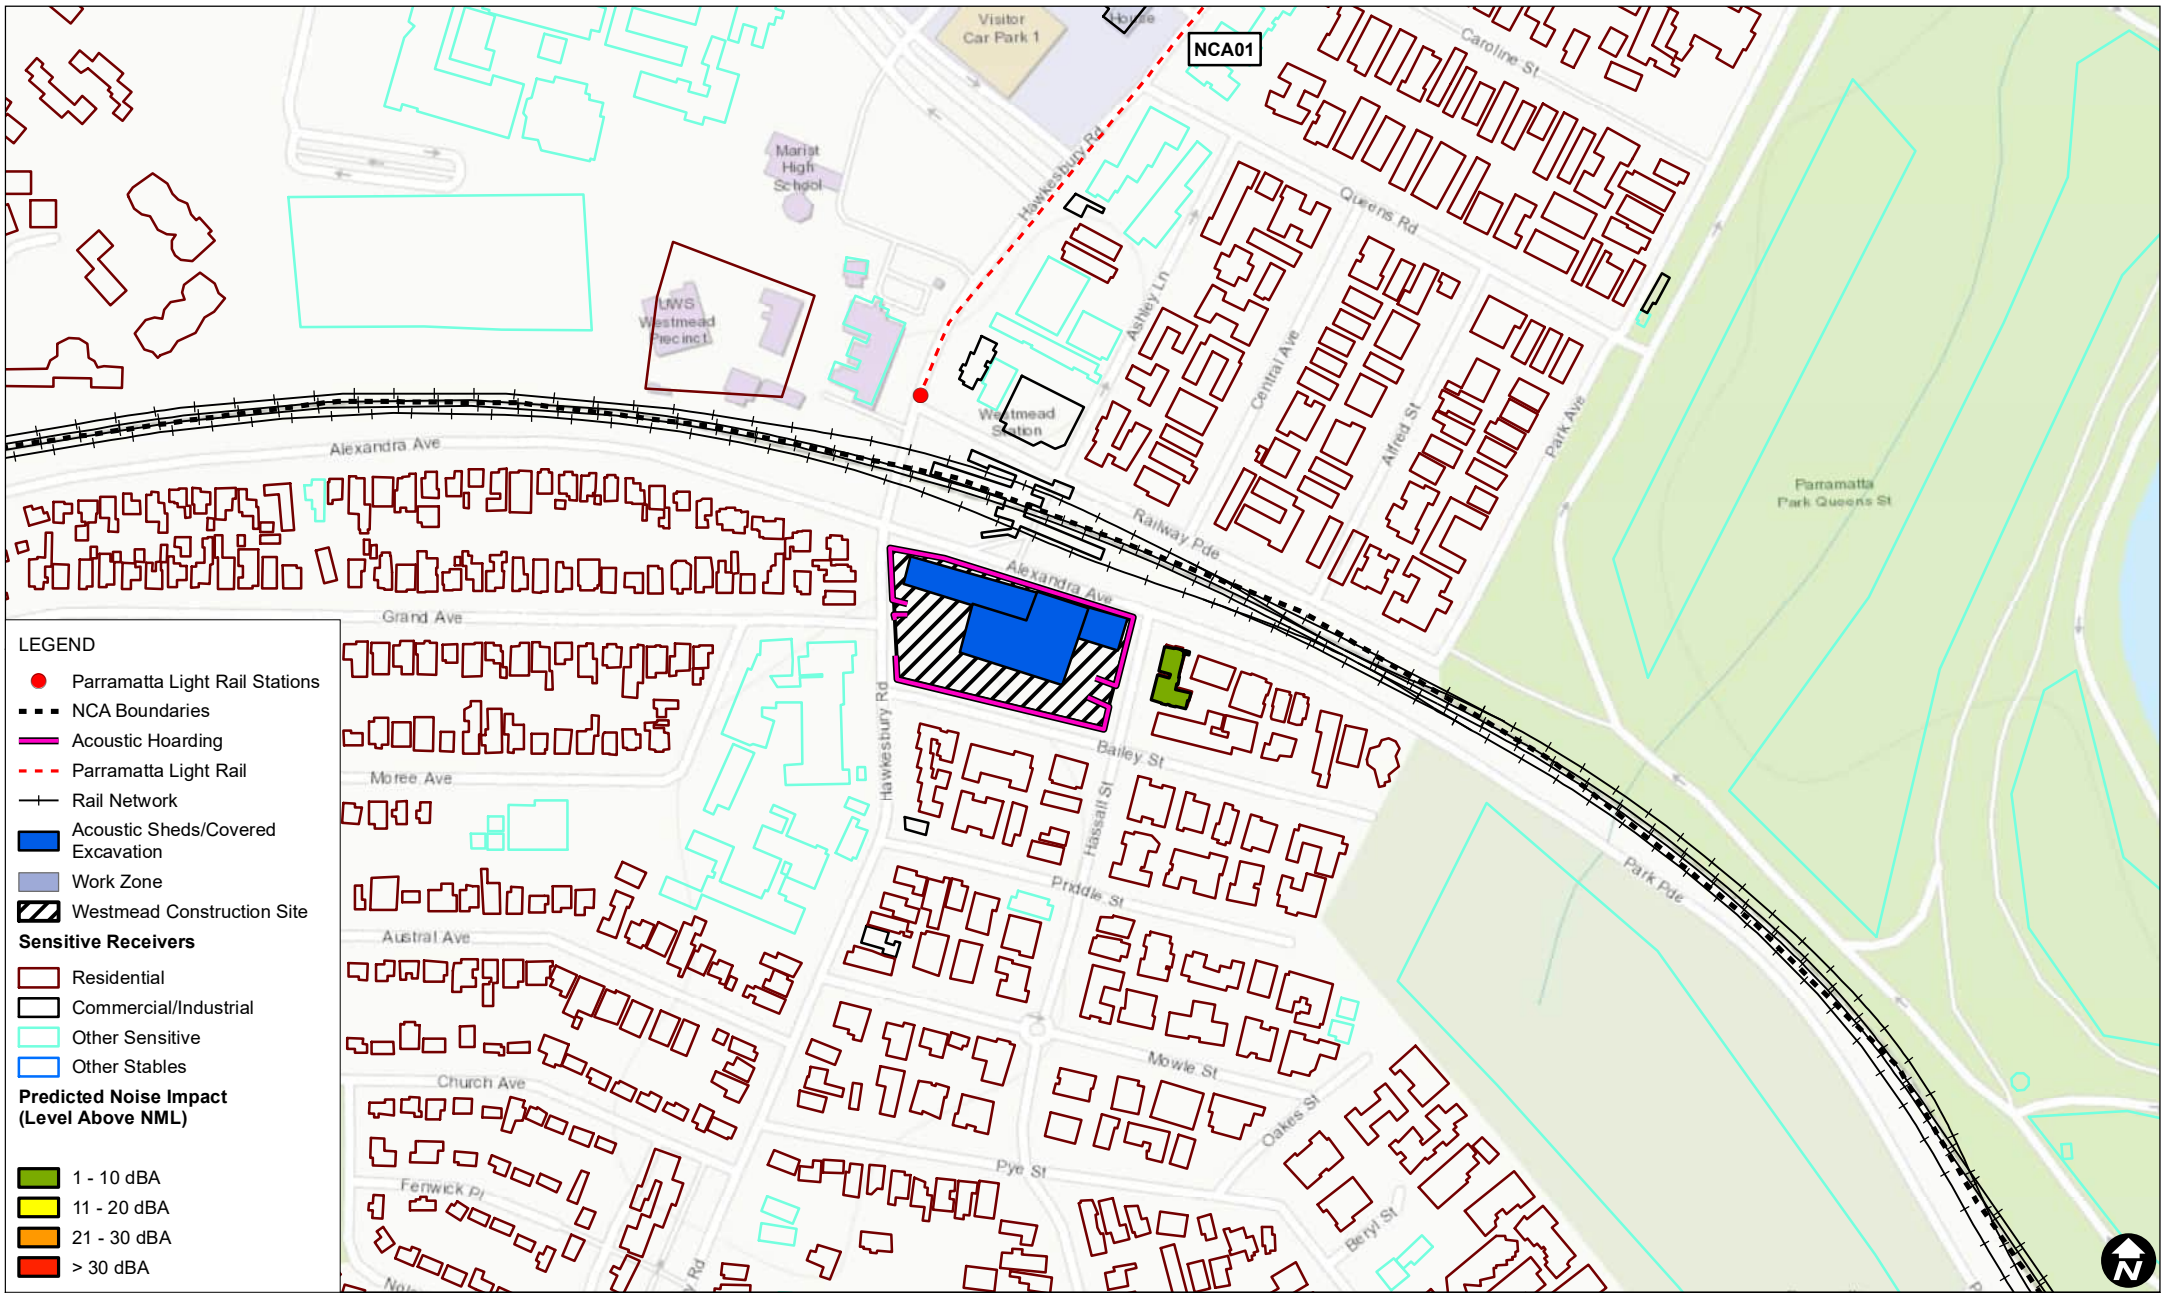 Visitor
Car Park 1
House
NCA01
Caroline St
Marist
High
School
Hawkesbury Rd
Queens Rd
UWS
Westmead
Precinct
Ashley Ln
Central Ave
Westmead
Station
Alfred St
Park Ave
Alexandra Ave
Parramatta
Park Queens St
Railway Pde
Alexandra Ave
Grand Ave
Hawkesbury Rd
Bailey St
Moree Ave
Hassall St
Priddle St
Park Pde
Austral Ave
Mowle St
Church Ave
Oakes St
Pye St
Fenwick Pl
Beryl St
y Rd
LEGEND
Parramatta Light Rail Stations
NCA Boundaries
Acoustic Hoarding
Parramatta Light Rail
Rail Network
Acoustic Sheds/Covered
Excavation
Work Zone
Westmead Construction Site
Sensitive Receivers
Residential
Commercial/Industrial
Other Sensitive
Other Stables
Predicted Noise Impact
(Level Above NML)
1 - 10 dBA
11 - 20 dBA
21 - 30 dBA
> 30 dBA
N